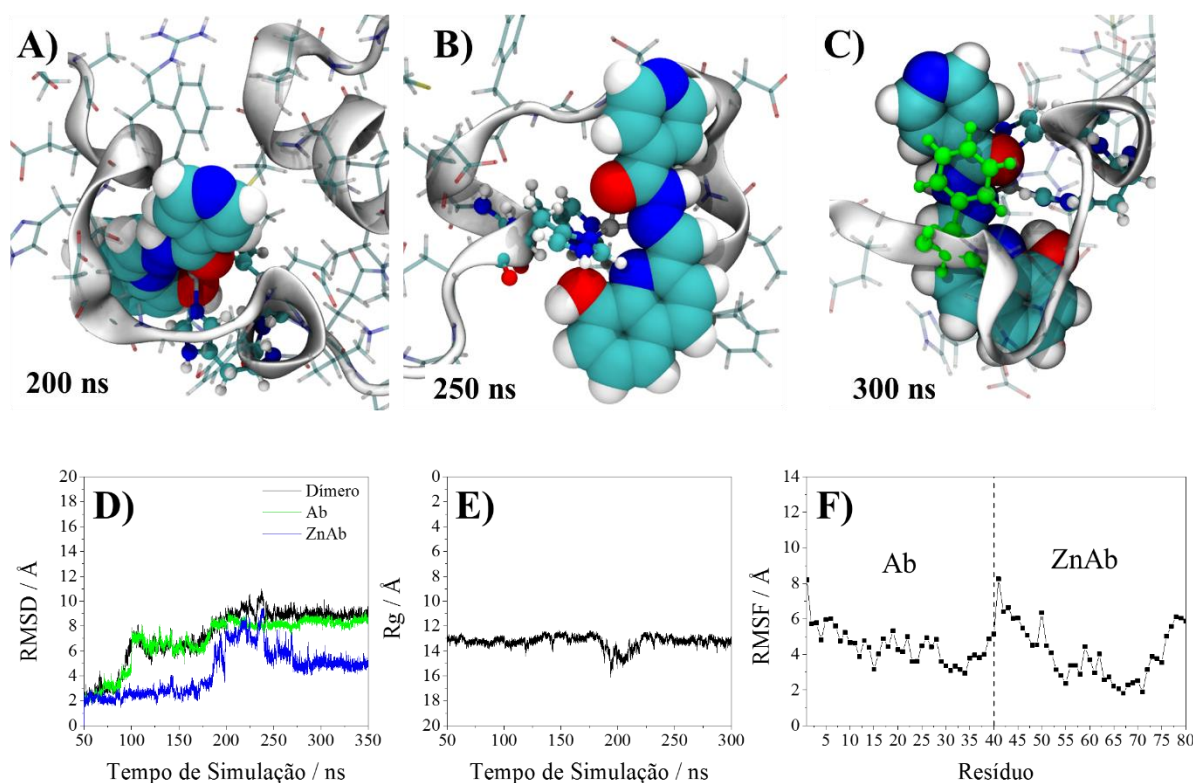 A)
B)
C)
200 ns
250 ns
300 ns
D)
Dímero
Ab
ZnAb
RMSD / Å
20
18
16
14
12
10
8
6
4
2
0
50 100 150 200 250 300 350
Tempo de Simulação / ns
E)
Rg / Å
0
2
4
6
8
10
12
14
16
18
20
50 100 150 200 250 300
Tempo de Simulação / ns
F)
Ab
ZnAb
RMSF / Å
14
12
10
8
6
4
2
0
5 10 15 20 25 30 35 40 45 50 55 60 65 70 75 80
Resíduo